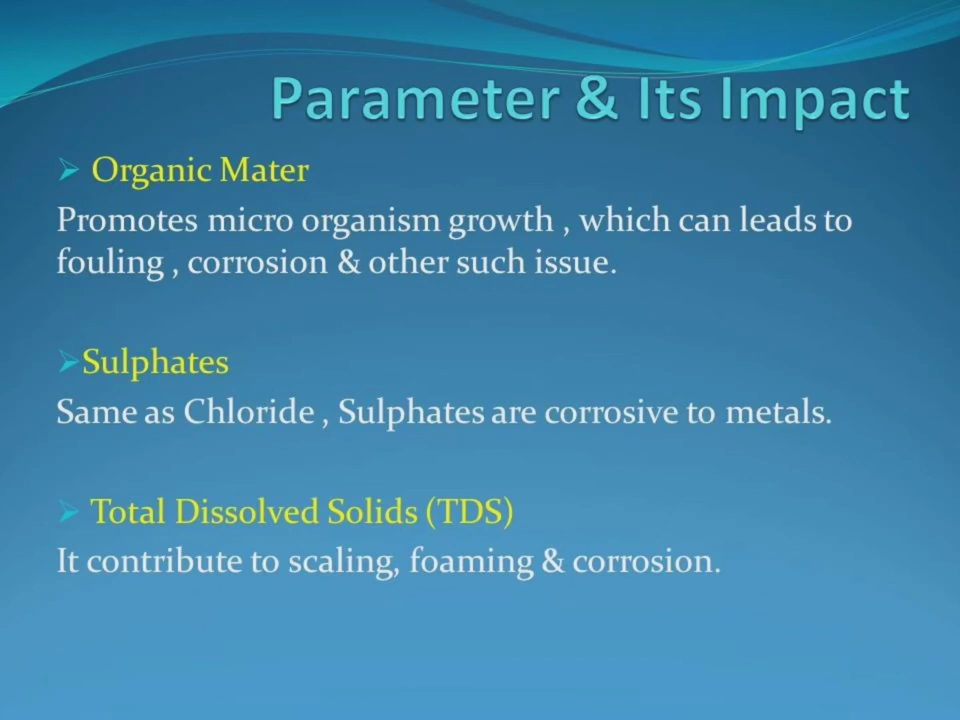 Parameter & Its Impact
➢ Organic Mater
Promotes micro organism growth , which can leads to
fouling , corrosion & other such issue.
➢Sulphates
Same as Chloride , Sulphates are corrosive to metals.
➢ Total Dissolved Solids (TDS)
It contribute to scaling, foaming & corrosion.